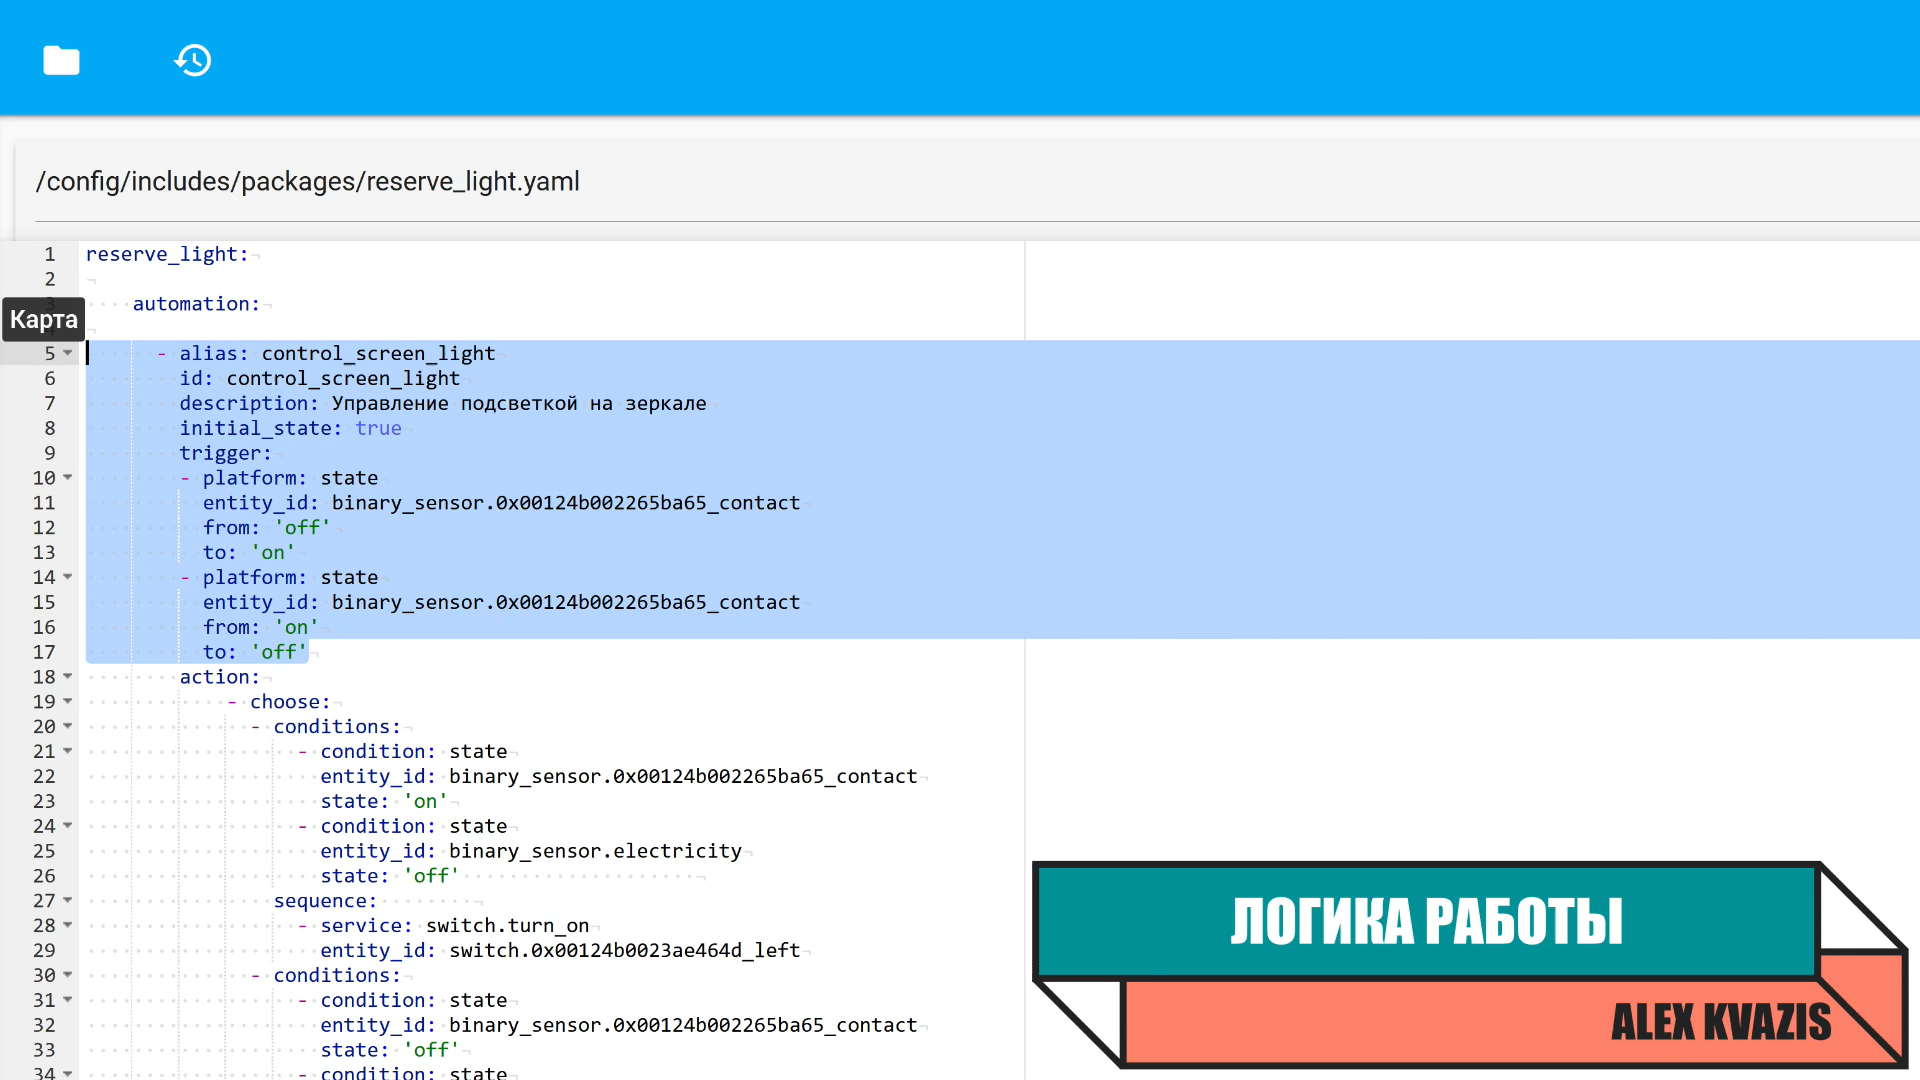 /config/includes/packages/reserve_light.yaml
1 reserve_light:
2
3 automation:
Карта
5 - alias: control_screen_light
6 id: control_screen_light
7 description: Управление подсветкой на зеркале
8 initial_state: true
9 trigger:
10 - platform: state
11 entity_id: binary_sensor.0x00124b002265ba65_contact
12 from: 'off'
13 to: 'on'
14 - platform: state
15 entity_id: binary_sensor.0x00124b002265ba65_contact
16 from: 'on'
17 to: 'off'
18 action:
19 - choose:
20 - conditions:
21 - condition: state
22 entity_id: binary_sensor.0x00124b002265ba65_contact
23 state: 'on'
24 - condition: state
25 entity_id: binary_sensor.electricity
26 state: 'off'
27 sequence:
28 - service: switch.turn_on
29 entity_id: switch.0x00124b0023ae464d_left
30 - conditions:
31 - condition: state
32 entity_id: binary_sensor.0x00124b002265ba65_contact
33 state: 'off'
34 - condition: state
ЛОГИКА РАБОТЫ
ALEX KVAZIS